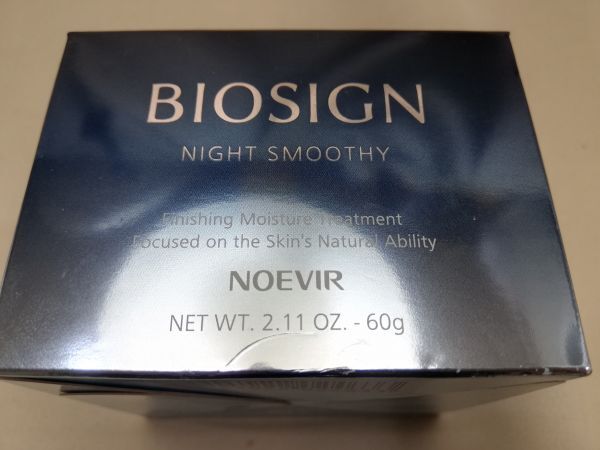 BIOSIGN
NIGHT SMOOTHY
Finishing Moisture Treatment
Focused on the Skin's Natural Ability
NOEVIR
NET WT. 2.11 OZ. - 60g